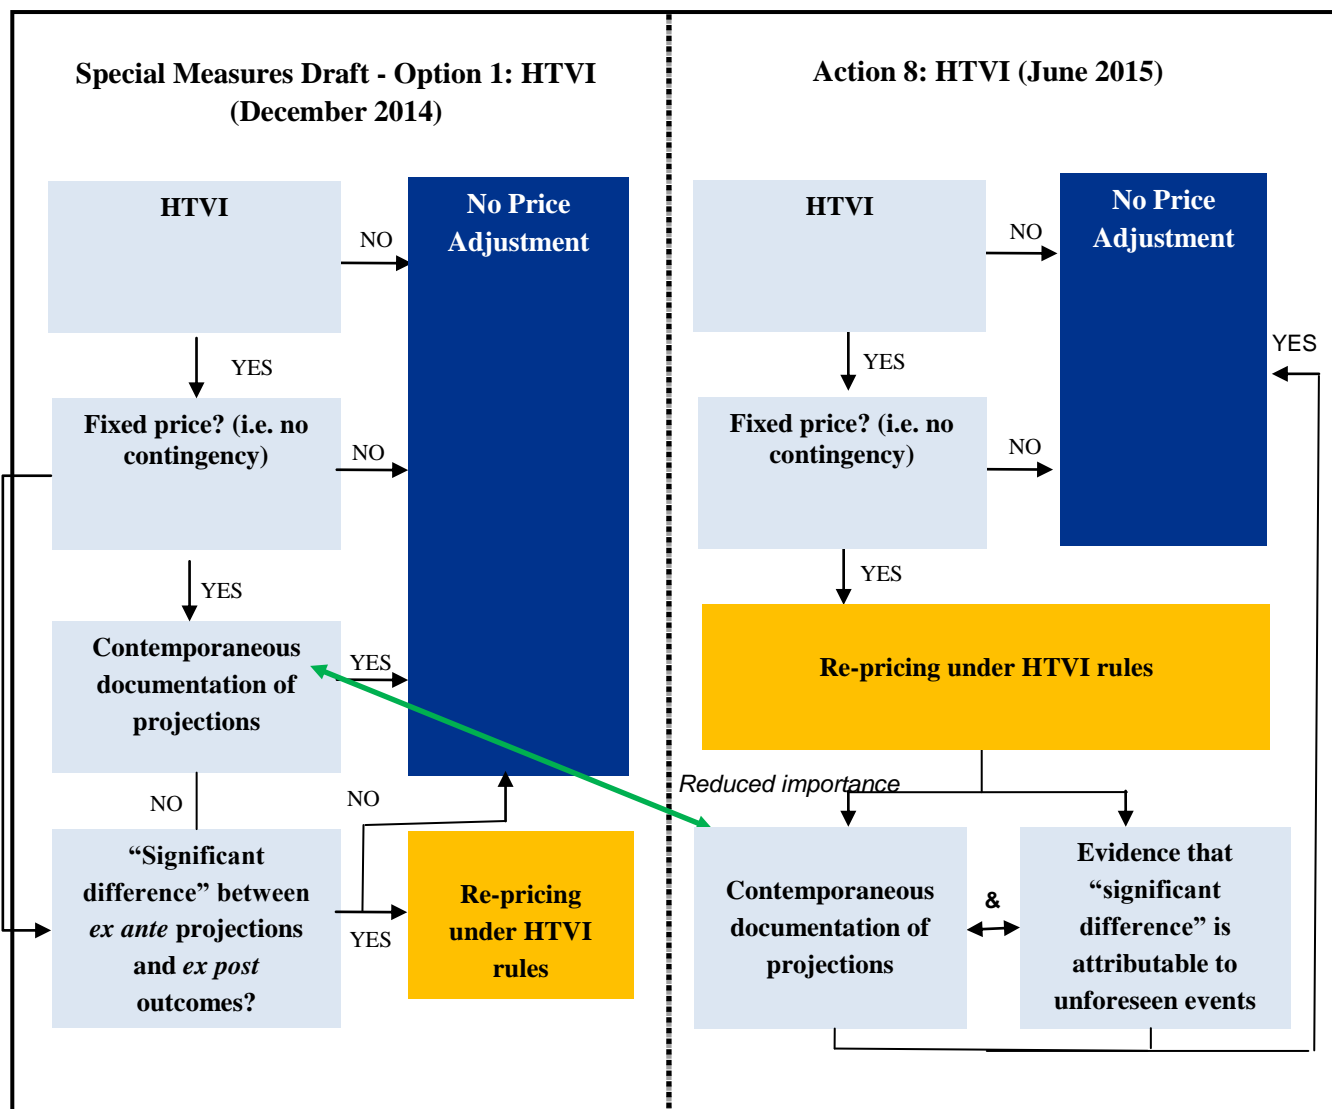 Special Measures Draft - Option 1: HTVI
(December 2014)
HTVI
NO
No Price
Adjustment
YES
Fixed price? (i.e. no
contingency)
NO
YES
Contemporaneous
documentation of
projections
YES
NO
NO
“Significant
difference” between
ex ante projections
and ex post
outcomes?
YES
Re-pricing
under HTVI
rules
Action 8: HTVI (June 2015)
HTVI
NO
No Price
Adjustment
YES
YES
Fixed price? (i.e. no
contingency)
NO
YES
Re-pricing under HTVI rules
Reduced importance
Contemporaneous
documentation of
projections
&
Evidence that
“significant
difference” is
attributable to
unforeseen events